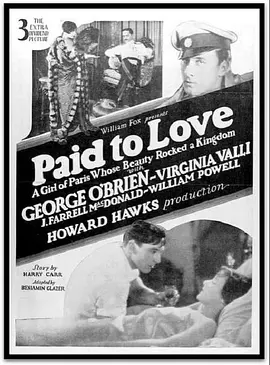 3 THE EXTRA DIVIDEND PICTURE
William Fox presents
Paid to Love
A Girl of Paris Whose Beauty Rocked a Kingdom
with
GEORGE O'BRIEN - VIRGINIA VALLI
J. FARRELL MacDONALD - WILLIAM POWELL
HOWARD HAWKS production
Story by
HARRY CARR
Adapted by
BENJAMIN GLAZER